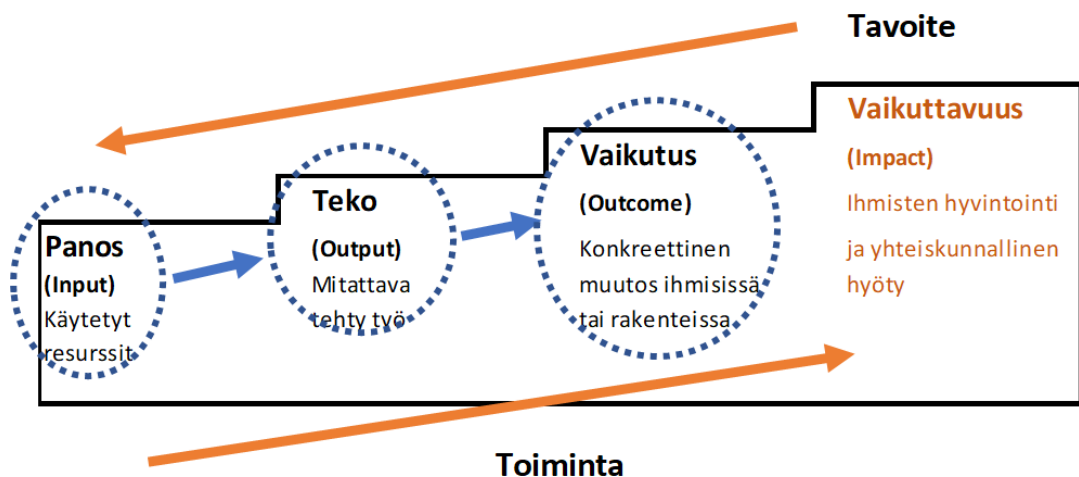 Tavoite
Panos
(Input)
Käytetyt
resurssit
Teko
(Output)
Mitattava
tehty työ
Vaikutus
(Outcome)
Konkreettinen
muutos ihmisissä
tai rakenteissa
Vaikuttavuus
(Impact)
Ihmisten hyvintointi
ja yhteiskunnallinen
hyöty
Toiminta